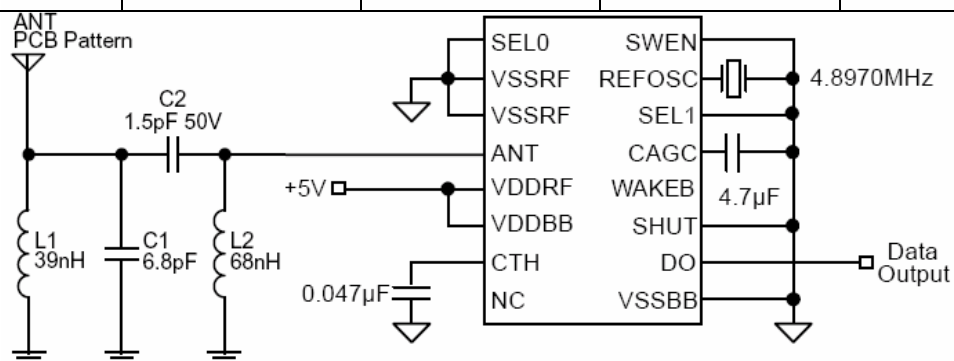 ANT
PCB Pattern
C2
1.5pF 50V
L1
39nH
C1
6.8pF
L2
68nH
+5V
0.047µF
SEL0
VSSRF
VSSRF
ANT
VDDRF
VDDBB
CTH
NC
SWEN
REFOSC
SEL1
CAGC
WAKEB
SHUT
DO
VSSBB
4.8970MHz
4.7µF
Data
Output